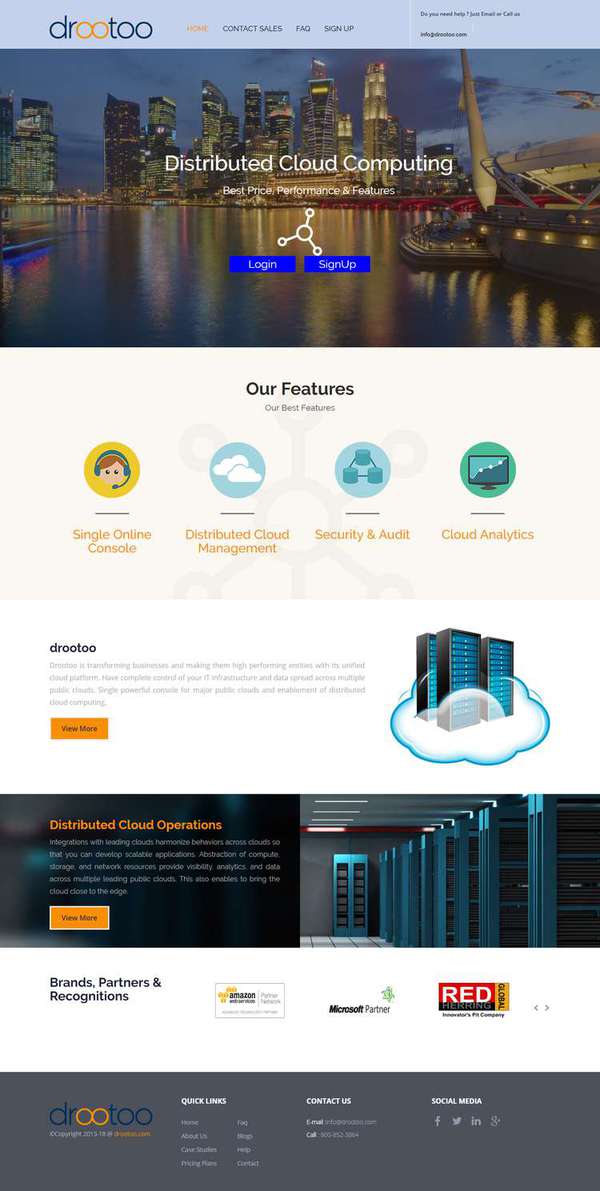 drootoo
HOME CONTACT SALES FAQ SIGN UP
Do you need help ? Just Email or Call us
info@drootoo.com
Distributed Cloud Computing
Best Price, Performance & Features
Login SignUp
Our Features
Our Best Features
Single Online
Console
Distributed Cloud
Management
Security & Audit
Cloud Analytics
drootoo
Drootoo is transforming businesses and making them high performing entities with its unified
cloud platform. Have complete control of your IT infrastructure and data spread across multiple
public clouds. Single powerful console for major public clouds and enablement of distributed
cloud computing.
View More
Distributed Cloud Operations
Integrations with leading clouds harmonize behaviors across clouds so
that you can develop scalable applications. Abstraction of compute,
storage, and network resources provide visibility, analytics, and data
across multiple leading public clouds. This also enables to bring the
cloud close to the edge.
View More
Brands, Partners &
Recognitions
amazon
web services
Partner
Network
ADVANCED TECHNOLOGY PARTNER
Microsoft Partner
RED
HERRING
GLOBAL
Innovator's Pit Company
drootoo
©Copyright 2013-18 @ drootoo.com
QUICK LINKS
Home Faq
About Us Blogs
Case Studies Help
Pricing Plans Contact
CONTACT US
E-mail :info@drootoo.com
SOCIAL MEDIA